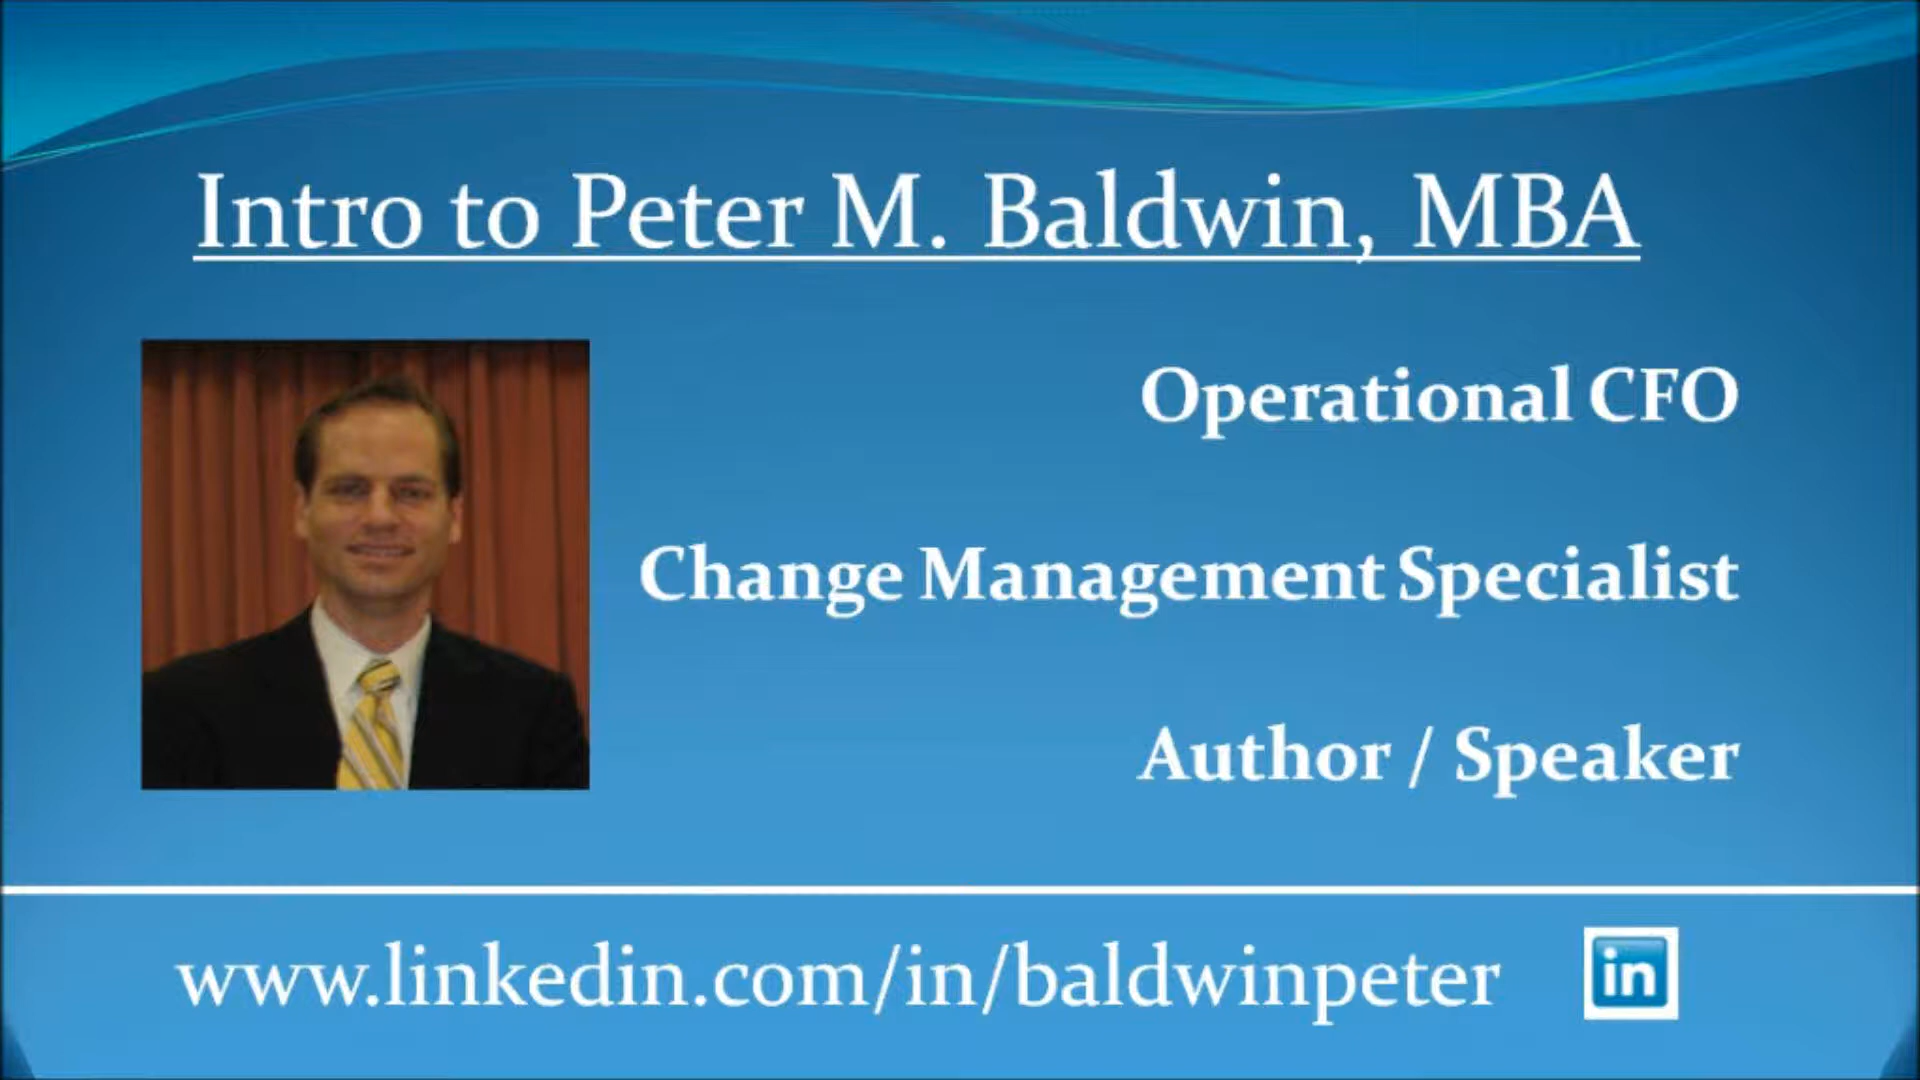 Intro to Peter M. Baldwin, MBA
Operational CFO
Change Management Specialist
Author / Speaker
www.linkedin.com/in/baldwinpeter
in